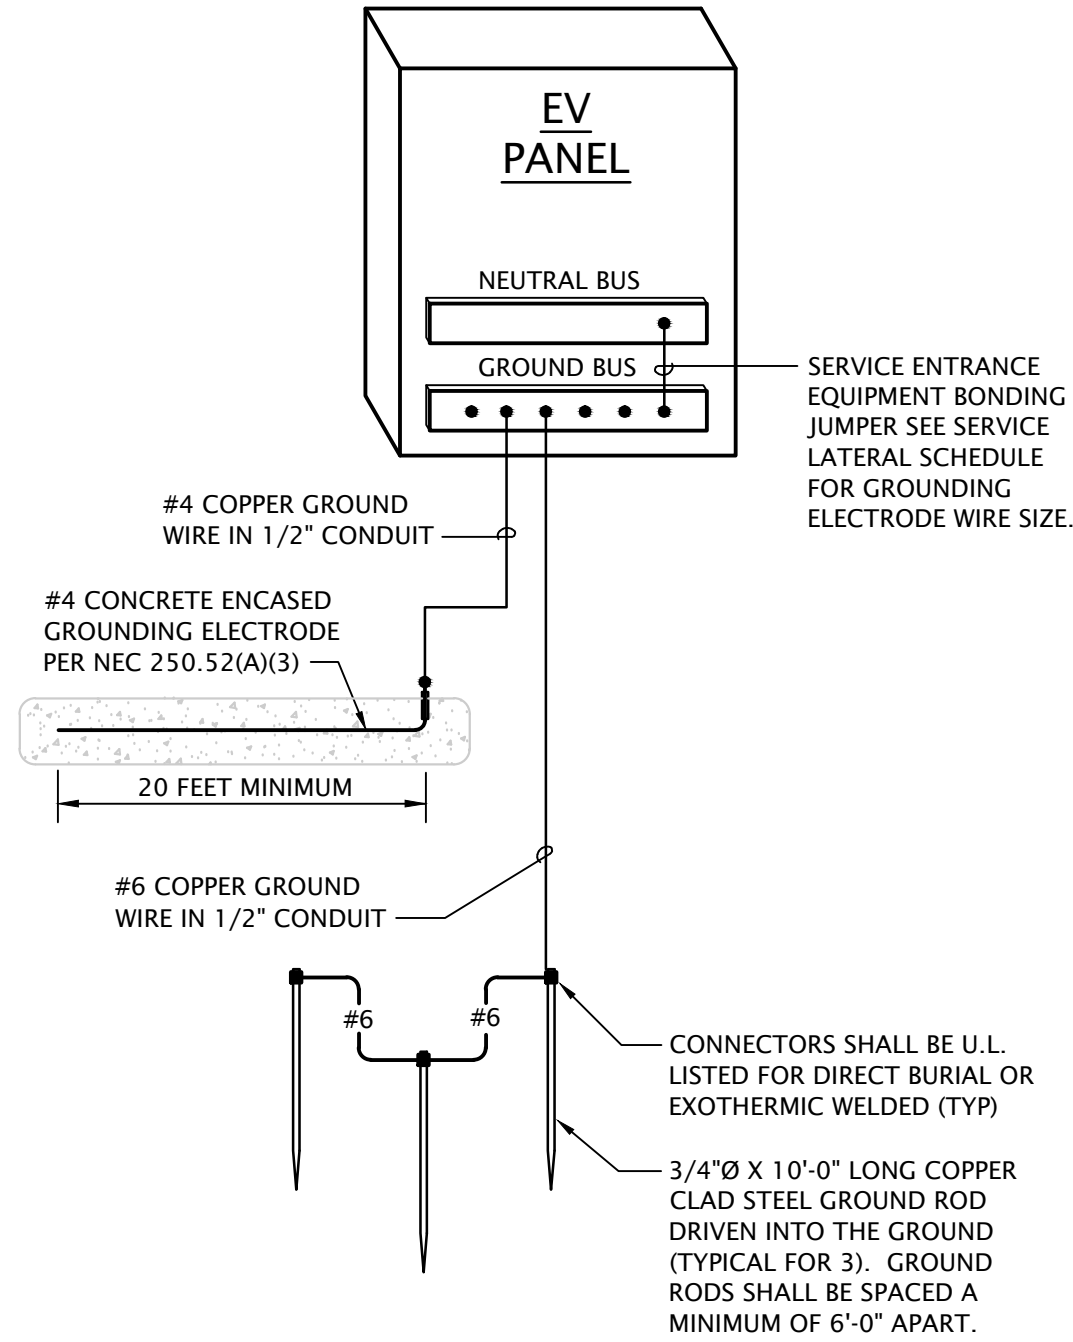 EV
PANEL
NEUTRAL BUS
GROUND BUS
SERVICE ENTRANCE
EQUIPMENT BONDING
JUMPER SEE SERVICE
LATERAL SCHEDULE
FOR GROUNDING
ELECTRODE WIRE SIZE.
#4 COPPER GROUND
WIRE IN 1/2" CONDUIT
#4 CONCRETE ENCASED
GROUNDING ELECTRODE
PER NEC 250.52(A)(3)
20 FEET MINIMUM
#6 COPPER GROUND
WIRE IN 1/2" CONDUIT
#6
#6
CONNECTORS SHALL BE U.L.
LISTED FOR DIRECT BURIAL OR
EXOTHERMIC WELDED (TYP)
3/4"Ø X 10'-0" LONG COPPER
CLAD STEEL GROUND ROD
DRIVEN INTO THE GROUND
(TYPICAL FOR 3).  GROUND
RODS SHALL BE SPACED A
MINIMUM OF 6'-0" APART.